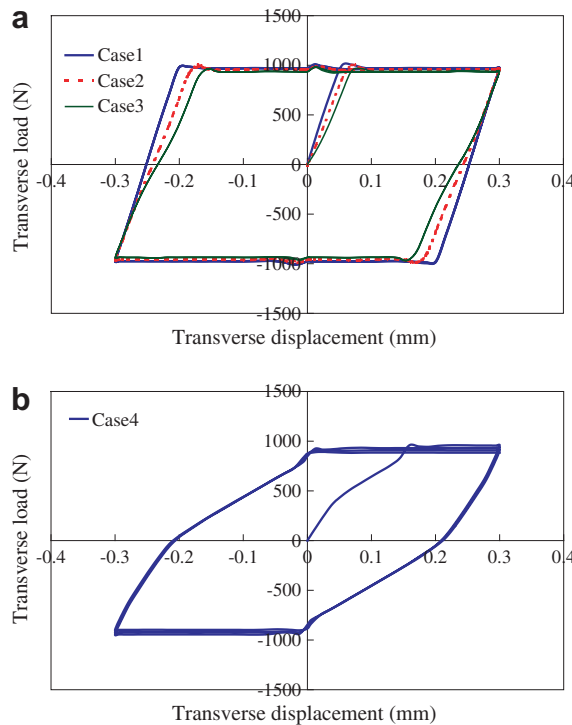 a
1500
Case1
1000
Case2
Case3
500
0
-0.4 -0.3 -0.2 -0.1 0 0.1 0.2 0.3 0.4
-500
-1000
-1500
Transverse load (N)
Transverse displacement (mm)
b
1500
Case4
1000
500
0
-0.4 -0.3 -0.2 -0.1 0 0.1 0.2 0.3 0.4
-500
-1000
-1500
Transverse load (N)
Transverse displacement (mm)